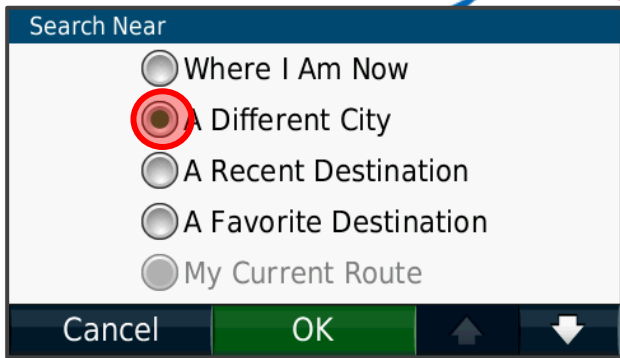 Search Near
Where I Am Now
A Different City
A Recent Destination
A Favorite Destination
My Current Route
Cancel OK